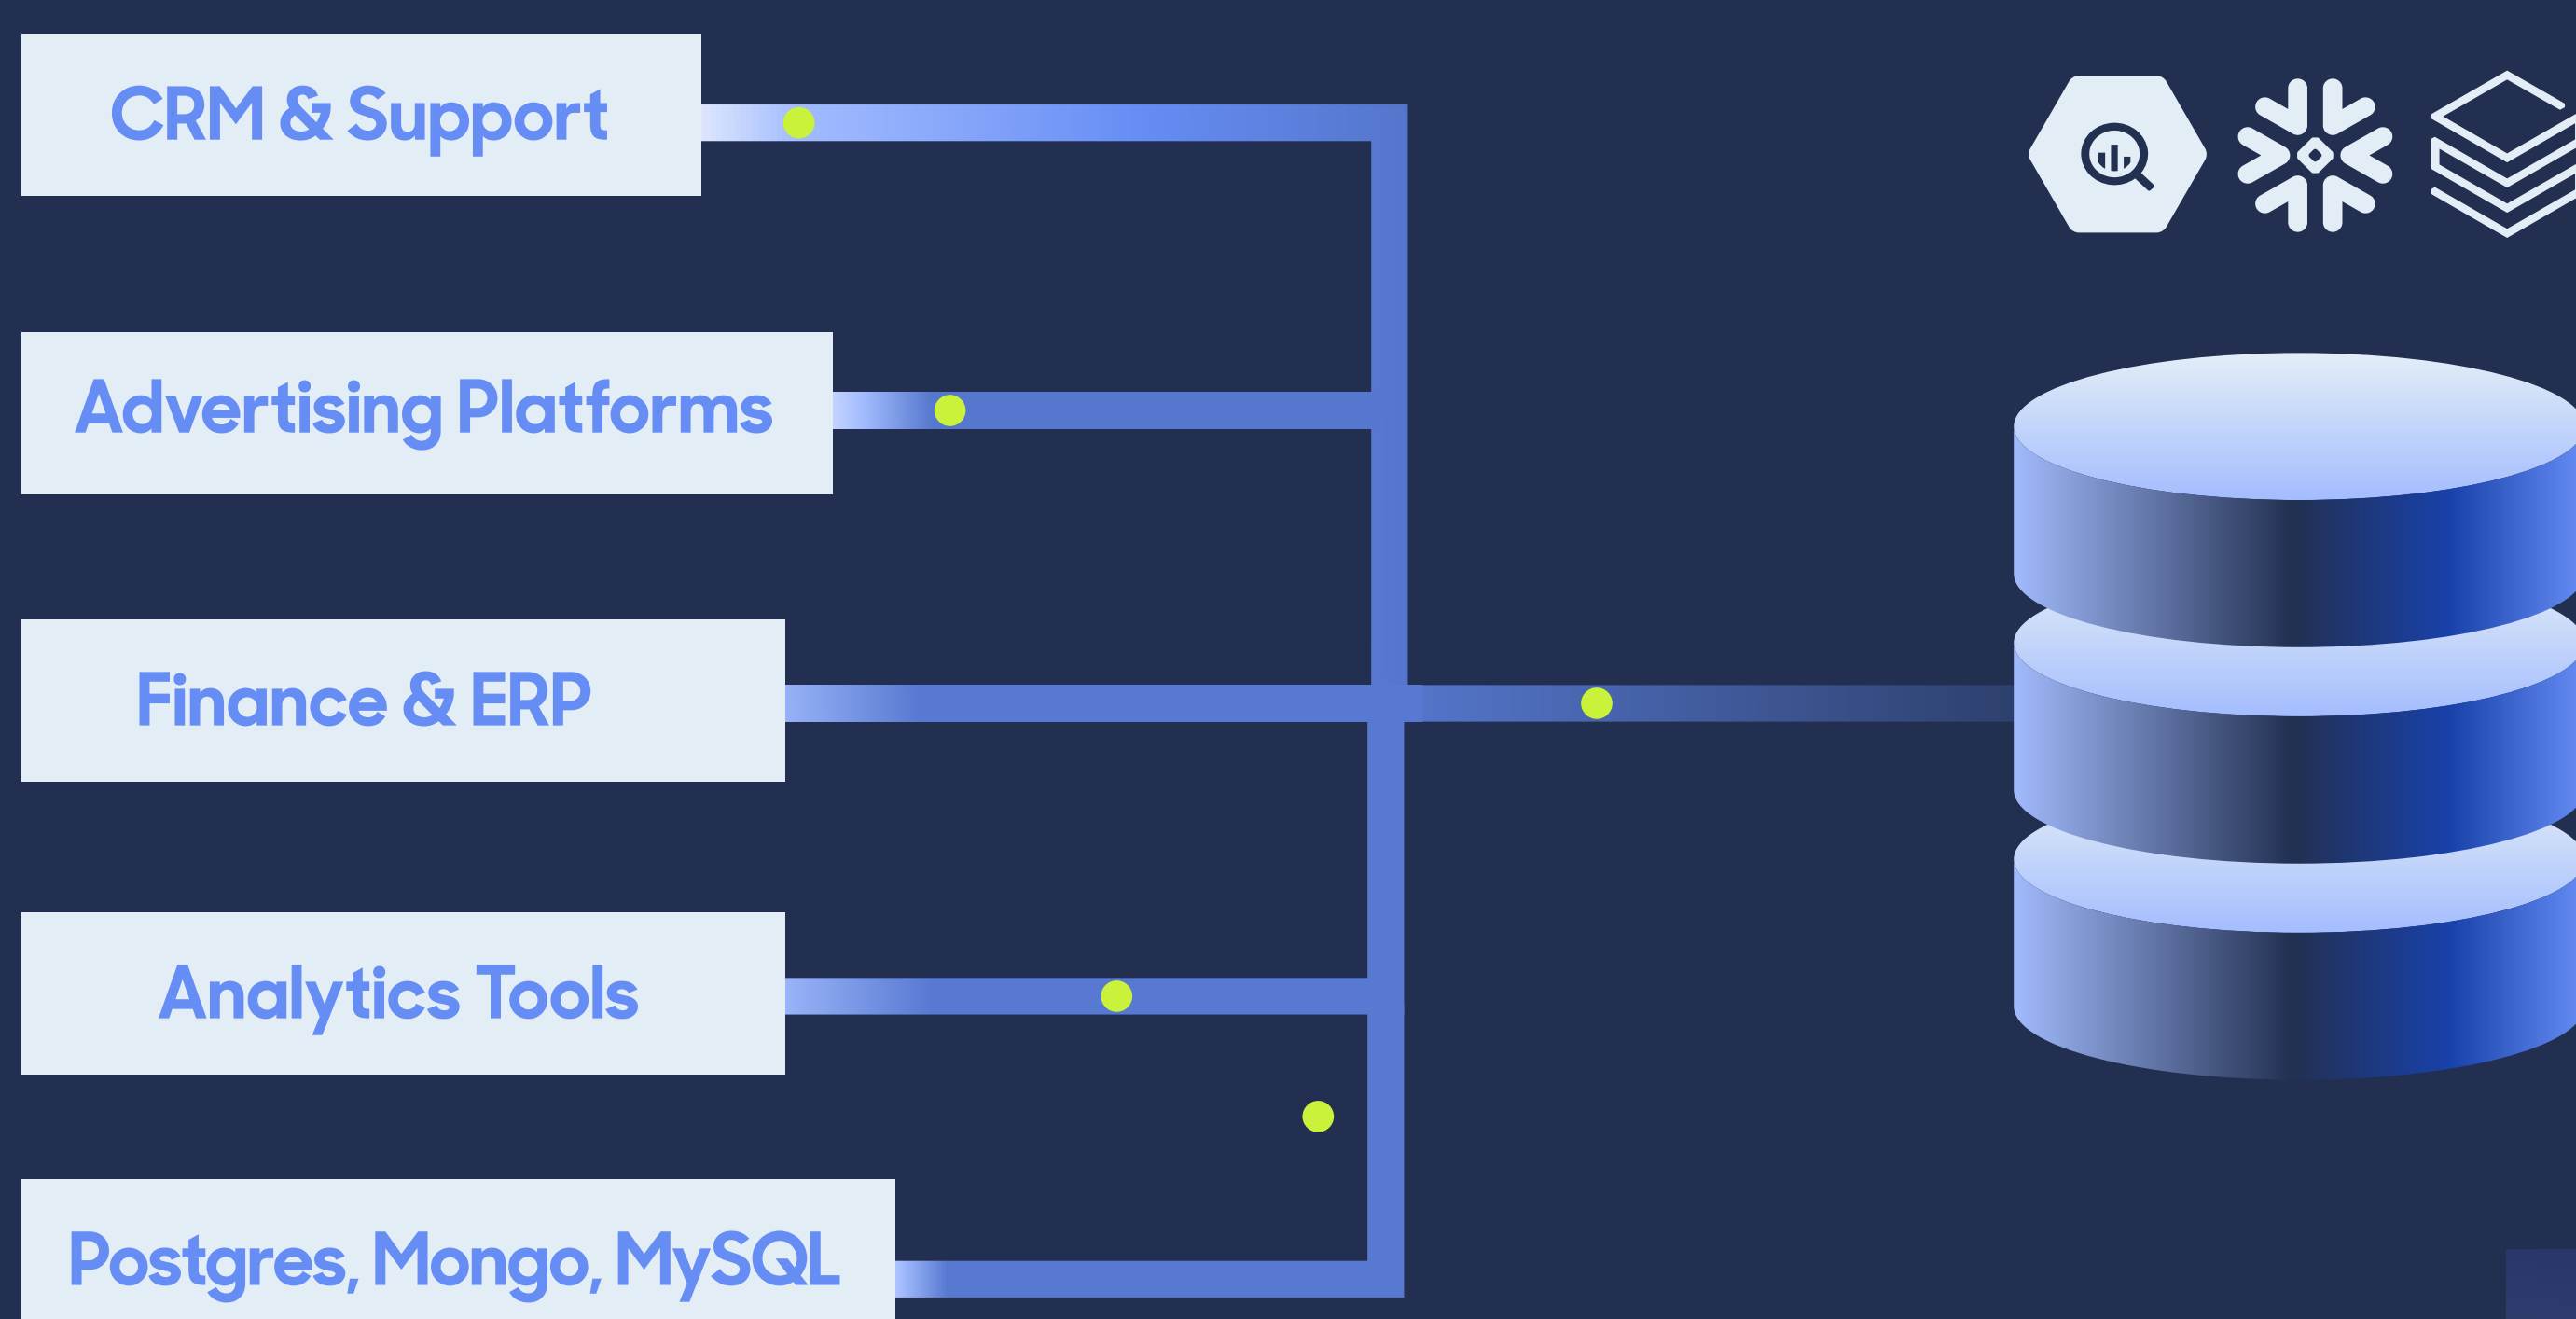 CRM & Support
Advertising Platforms
Finance & ERP
Analytics Tools
Postgres, Mongo, MySQL